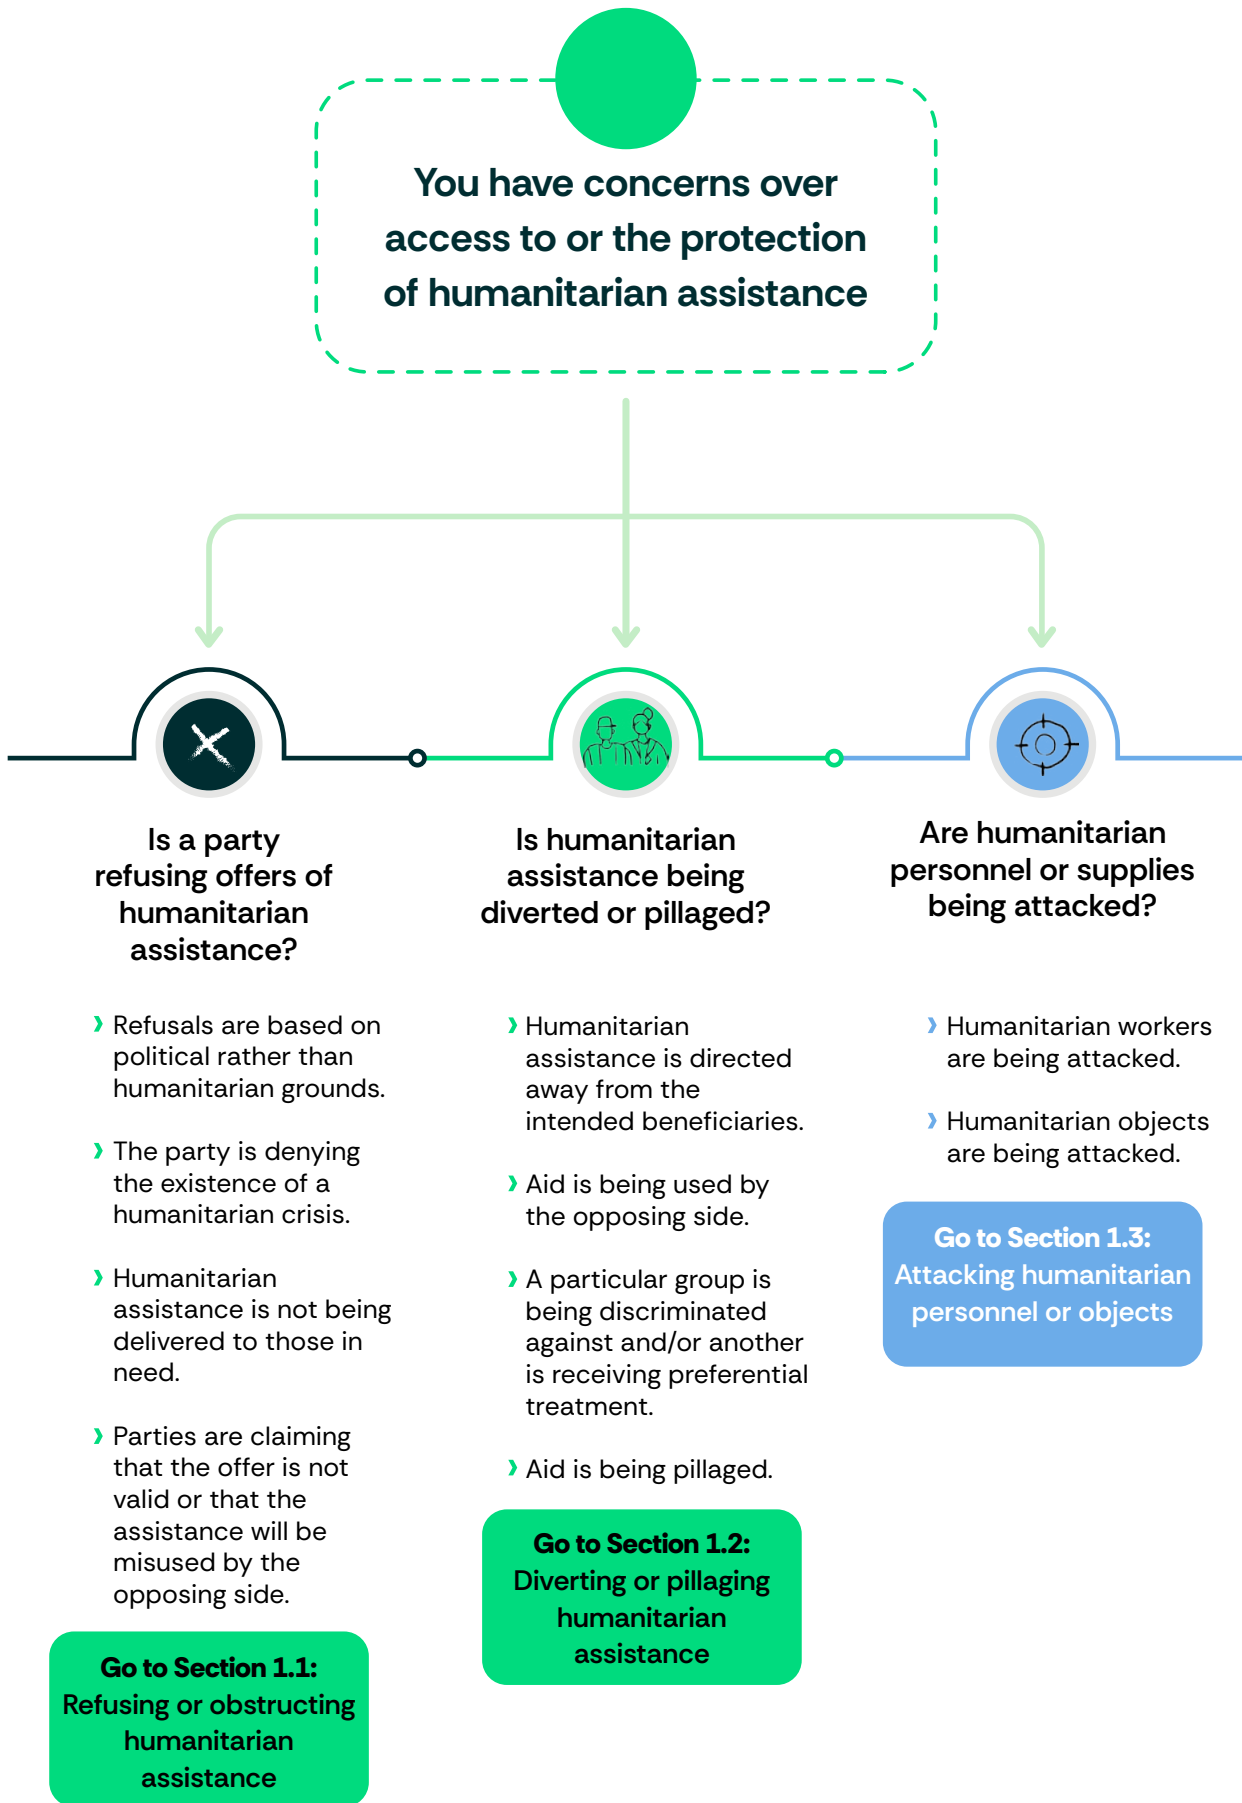 You have concerns over
access to or the protection
of humanitarian assistance
Is a party
refusing offers of
humanitarian
assistance?
› Refusals are based on
political rather than
humanitarian grounds.
› The party is denying
the existence of a
humanitarian crisis.
› Humanitarian
assistance is not being
delivered to those in
need.
› Parties are claiming
that the offer is not
valid or that the
assistance will be
misused by the
opposing side.
Go to Section 1.1:
Refusing or obstructing
humanitarian
assistance
Is humanitarian
assistance being
diverted or pillaged?
› Humanitarian
assistance is directed
away from the
intended beneficiaries.
› Aid is being used by
the opposing side.
› A particular group is
being discriminated
against and/or another
is receiving preferential
treatment.
› Aid is being pillaged.
Go to Section 1.2:
Diverting or pillaging
humanitarian
assistance
Are humanitarian
personnel or supplies
being attacked?
› Humanitarian workers
are being attacked.
› Humanitarian objects
are being attacked.
Go to Section 1.3:
Attacking humanitarian
personnel or objects